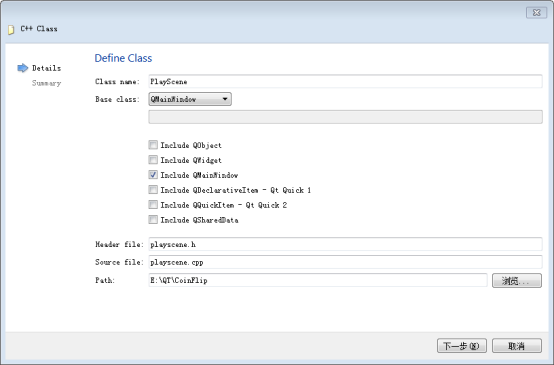 C++ Class
Define Class
Details
Summary
Class name: PlayScene
Base class: QMainWindow
Include QObject
Include QWidget
Include QMainWindow
Include QDeclarativeItem - Qt Quick 1
Include QQuickItem - Qt Quick 2
Include QSharedData
Header file: playscene.h
Source file: playscene.cpp
Path: E:\QT\CoinFlip 浏览...
下一步(N) 取消